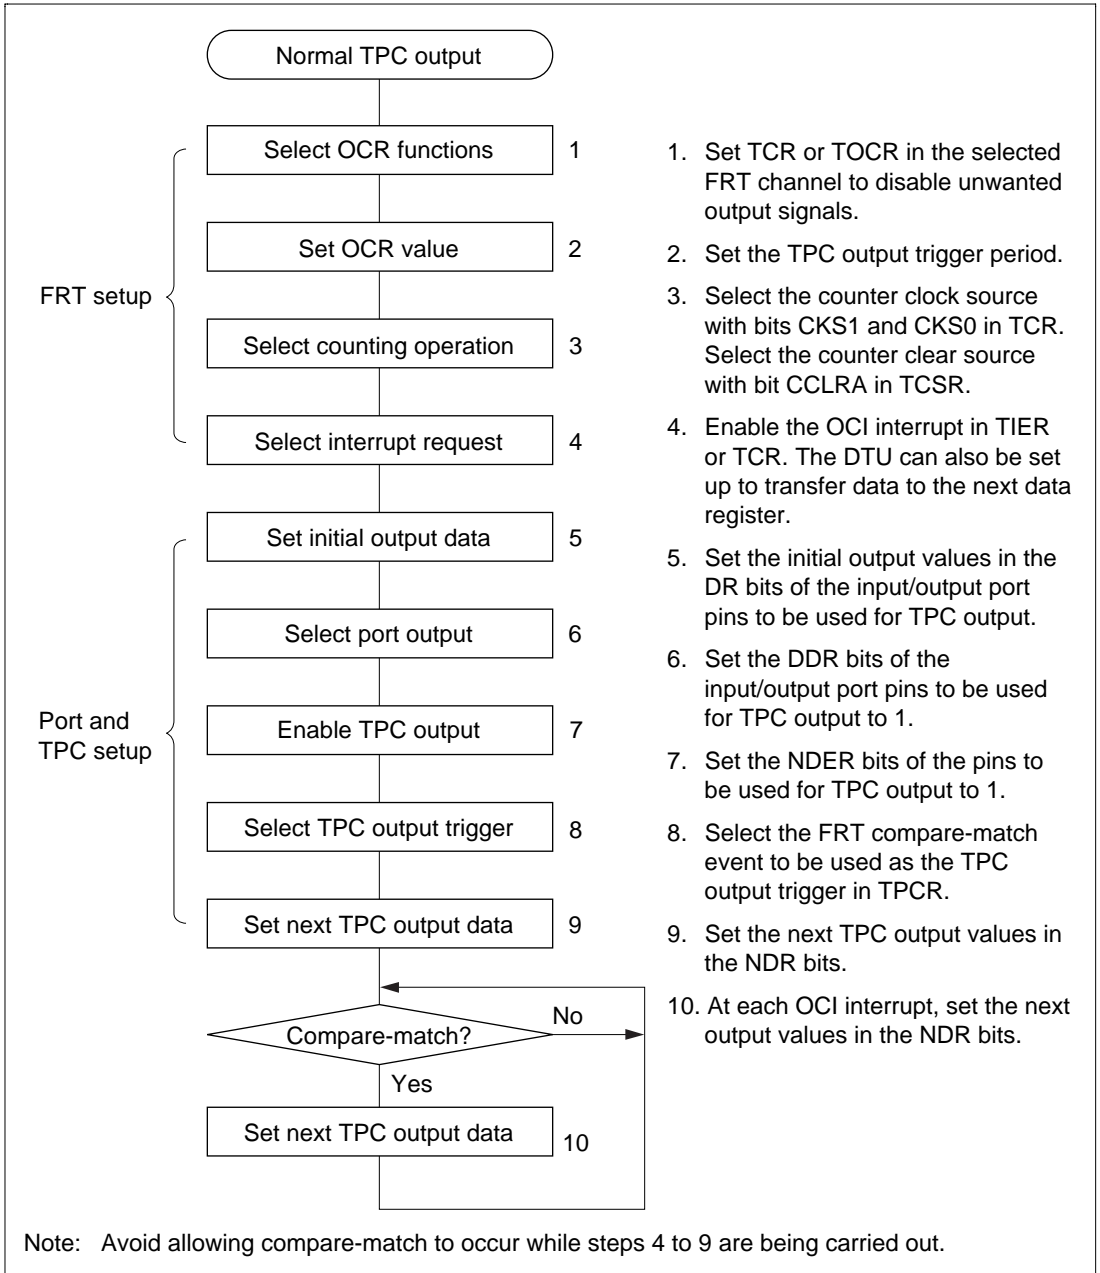 Normal TPC output
FRT setup
Select OCR functions 1
Set OCR value 2
Select counting operation 3
Select interrupt request 4
Port and
TPC setup
Set initial output data 5
Select port output 6
Enable TPC output 7
Select TPC output trigger 8
Set next TPC output data 9
Compare-match?
No
Yes
Set next TPC output data 10
1. Set TCR or TOCR in the selected
FRT channel to disable unwanted
output signals.
2. Set the TPC output trigger period.
3. Select the counter clock source
with bits CKS1 and CKS0 in TCR.
Select the counter clear source
with bit CCLRA in TCSR.
4. Enable the OCI interrupt in TIER
or TCR. The DTU can also be set
up to transfer data to the next data
register.
5. Set the initial output values in the
DR bits of the input/output port
pins to be used for TPC output.
6. Set the DDR bits of the
input/output port pins to be used
for TPC output to 1.
7. Set the NDER bits of the pins to
be used for TPC output to 1.
8. Select the FRT compare-match
event to be used as the TPC
output trigger in TPCR.
9. Set the next TPC output values in
the NDR bits.
10. At each OCI interrupt, set the next
output values in the NDR bits.
Note: Avoid allowing compare-match to occur while steps 4 to 9 are being carried out.